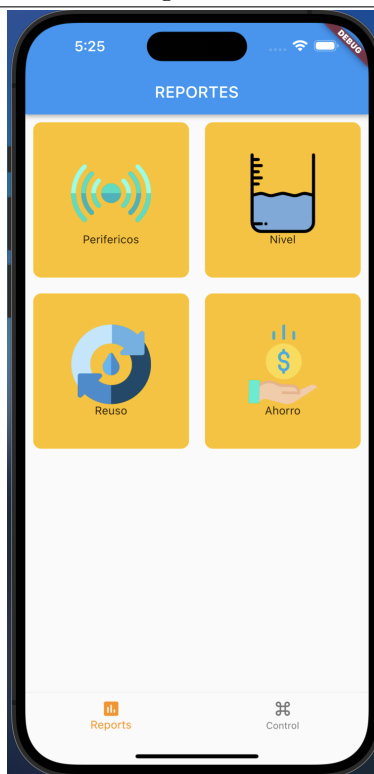 5:25
DEBUG
REPORTES
Perifericos
Nivel
$
Reuso
Ahorro
Reports
Control